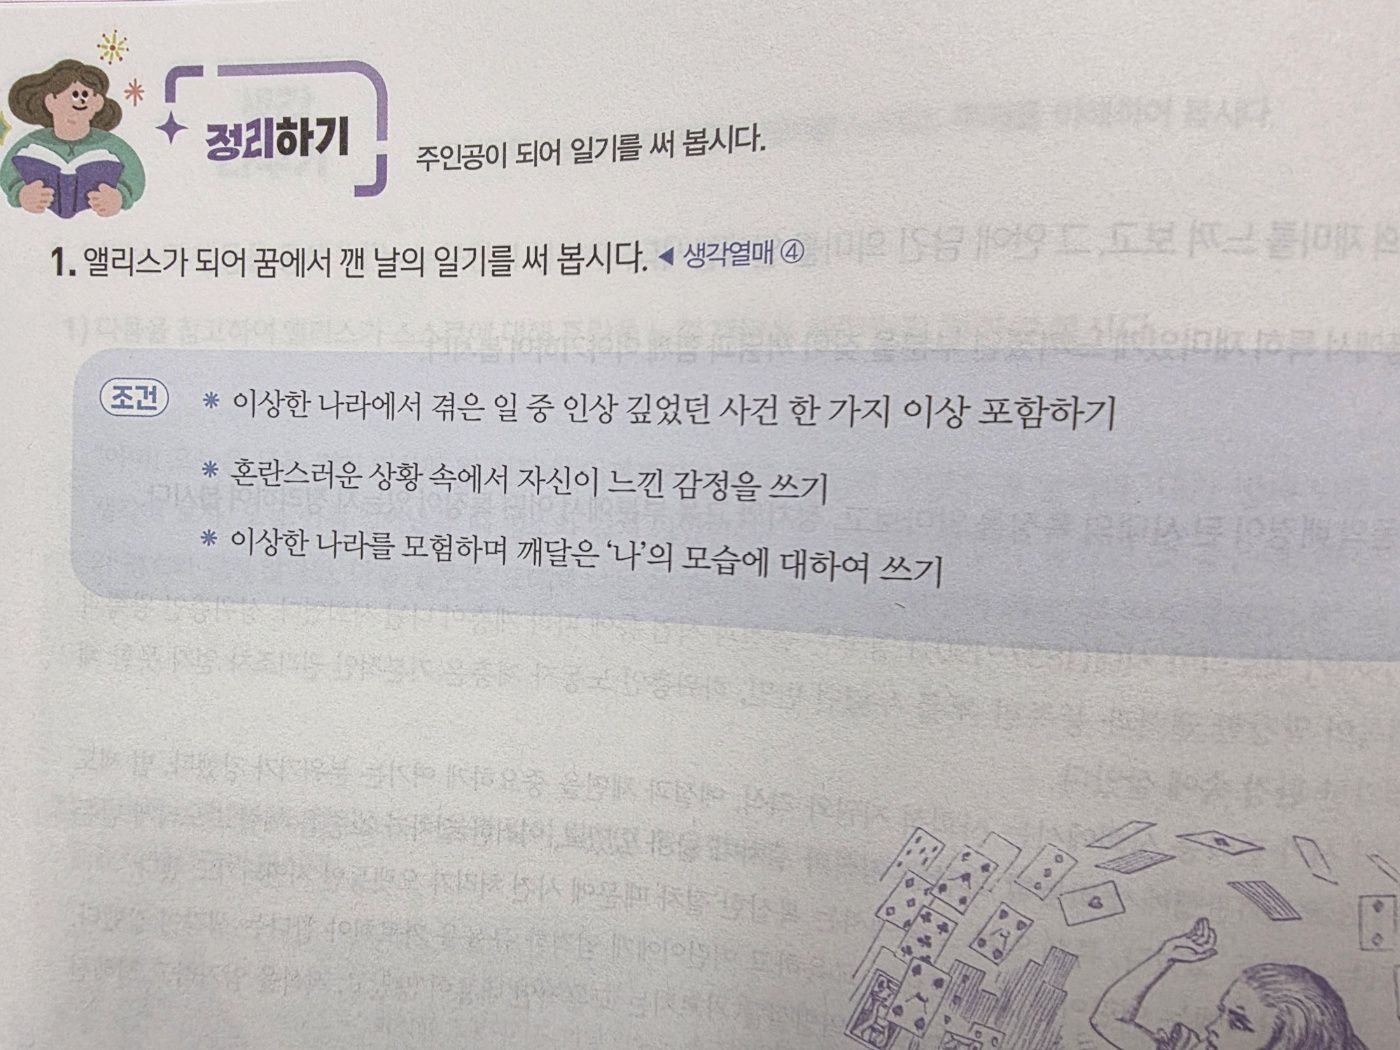 정리하기
주인공이 되어 일기를 써 봅시다.
1. 앨리스가 되어 꿈에서 깬 날의 일기를 써 봅시다. ◀ 생각열매 ④
조건
* 이상한 나라에서 겪은 일 중 인상 깊었던 사건 한 가지 이상 포함하기
* 혼란스러운 상황 속에서 자신이 느낀 감정을 쓰기
* 이상한 나라를 모험하며 깨달은 ‘나’의 모습에 대하여 쓰기